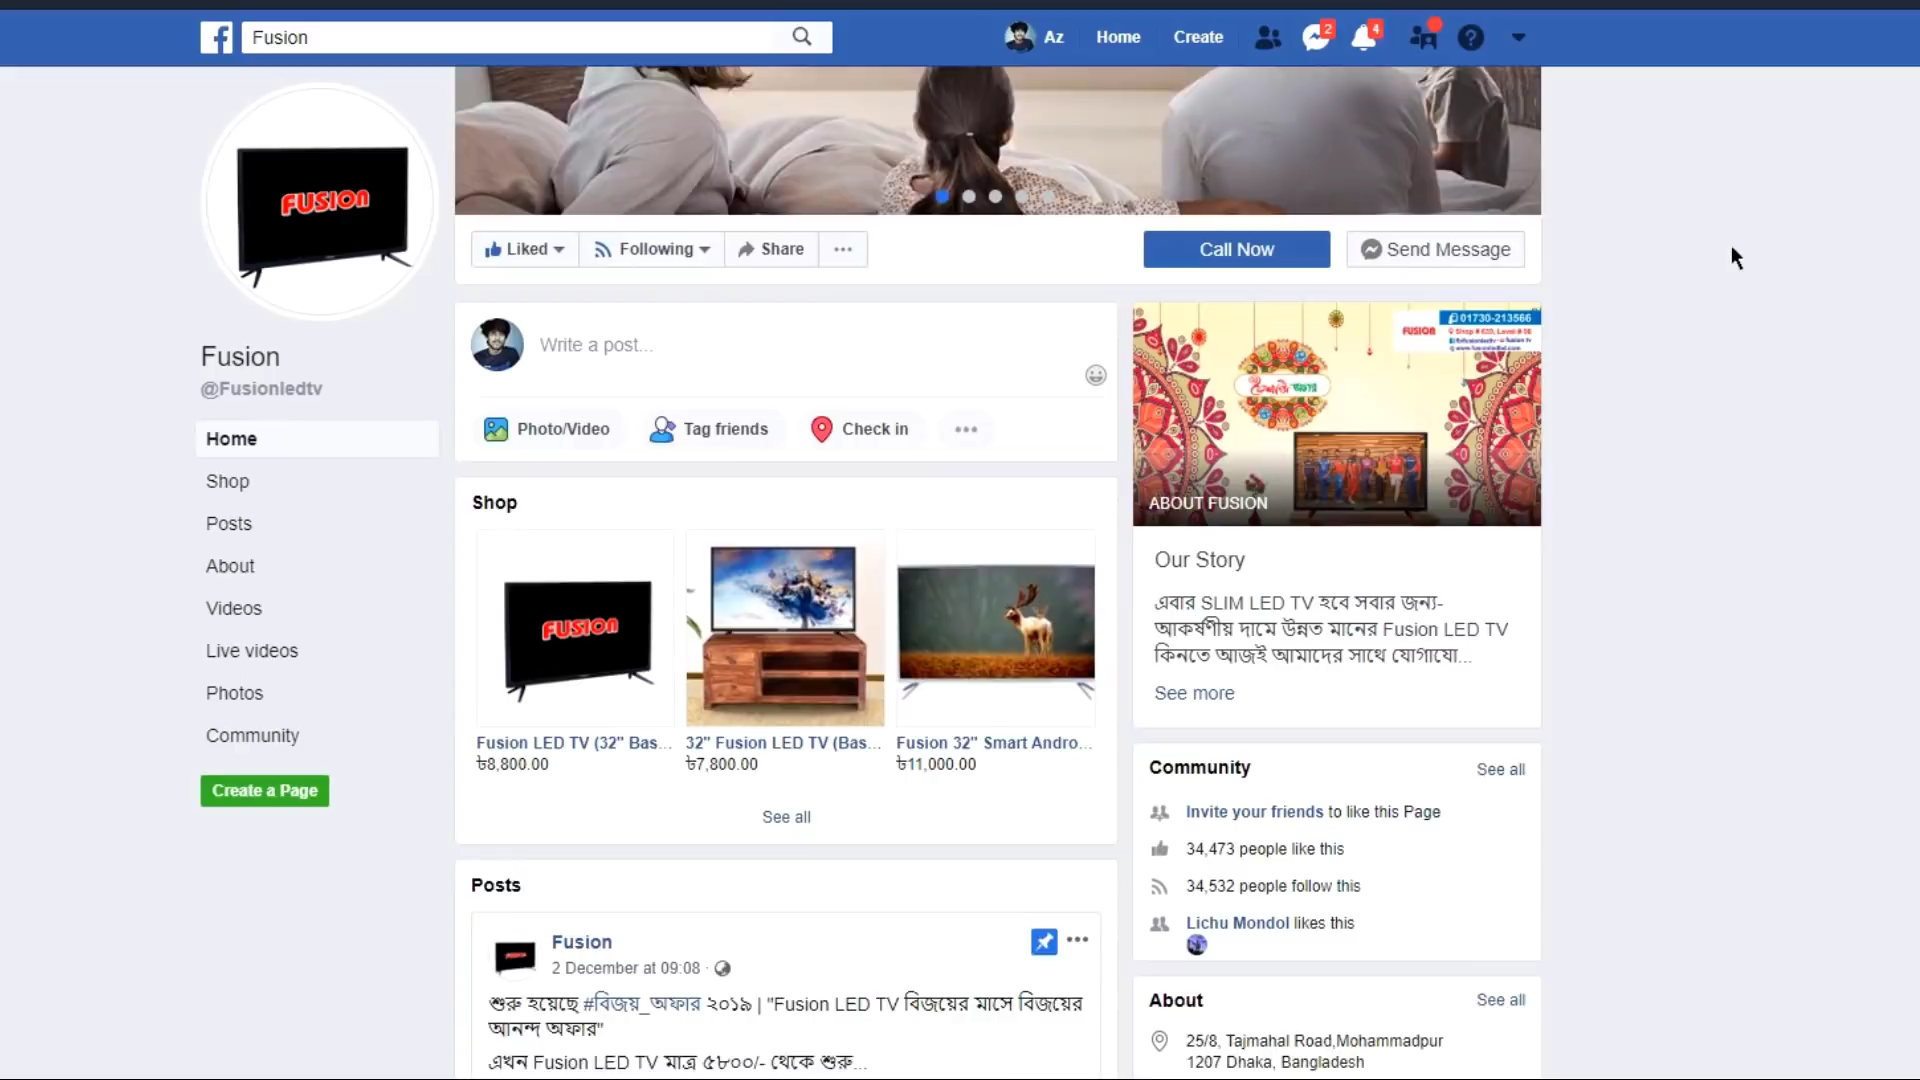 Fusion
Az
Home
Create
2
4
FUSION
Liked
Following
Share
Call Now
Send Message
Fusion
@Fusionledtv
Home
Shop
Posts
About
Videos
Live videos
Photos
Community
Create a Page
Write a post...
Photo/Video
Tag friends
Check in
Shop
FUSION
Fusion LED TV (32" Bas...
৳8,800.00
32" Fusion LED TV (Bas...
৳7,800.00
Fusion 32" Smart Andro...
৳11,000.00
See all
Posts
Fusion
2 December at 09:08
শুরু হয়েছে #বিজয়_অফার ২০১৯ | "Fusion LED TV বিজয়ের মাসে বিজয়ের
আনন্দ অফার"
এখন Fusion LED TV মাত্র ৫৮০০/- থেকে শুরু...
01730-213566
FUSION
ABOUT FUSION
Our Story
এবার SLIM LED TV হবে সবার জন্য-
আকর্ষণীয় দামে উন্নত মানের Fusion LED TV
কিনতে আজই আমাদের সাথে যোগাযো...
See more
Community
See all
Invite your friends to like this Page
34,473 people like this
34,532 people follow this
Lichu Mondol likes this
About
See all
25/8, Tajmahal Road,Mohammadpur
1207 Dhaka, Bangladesh